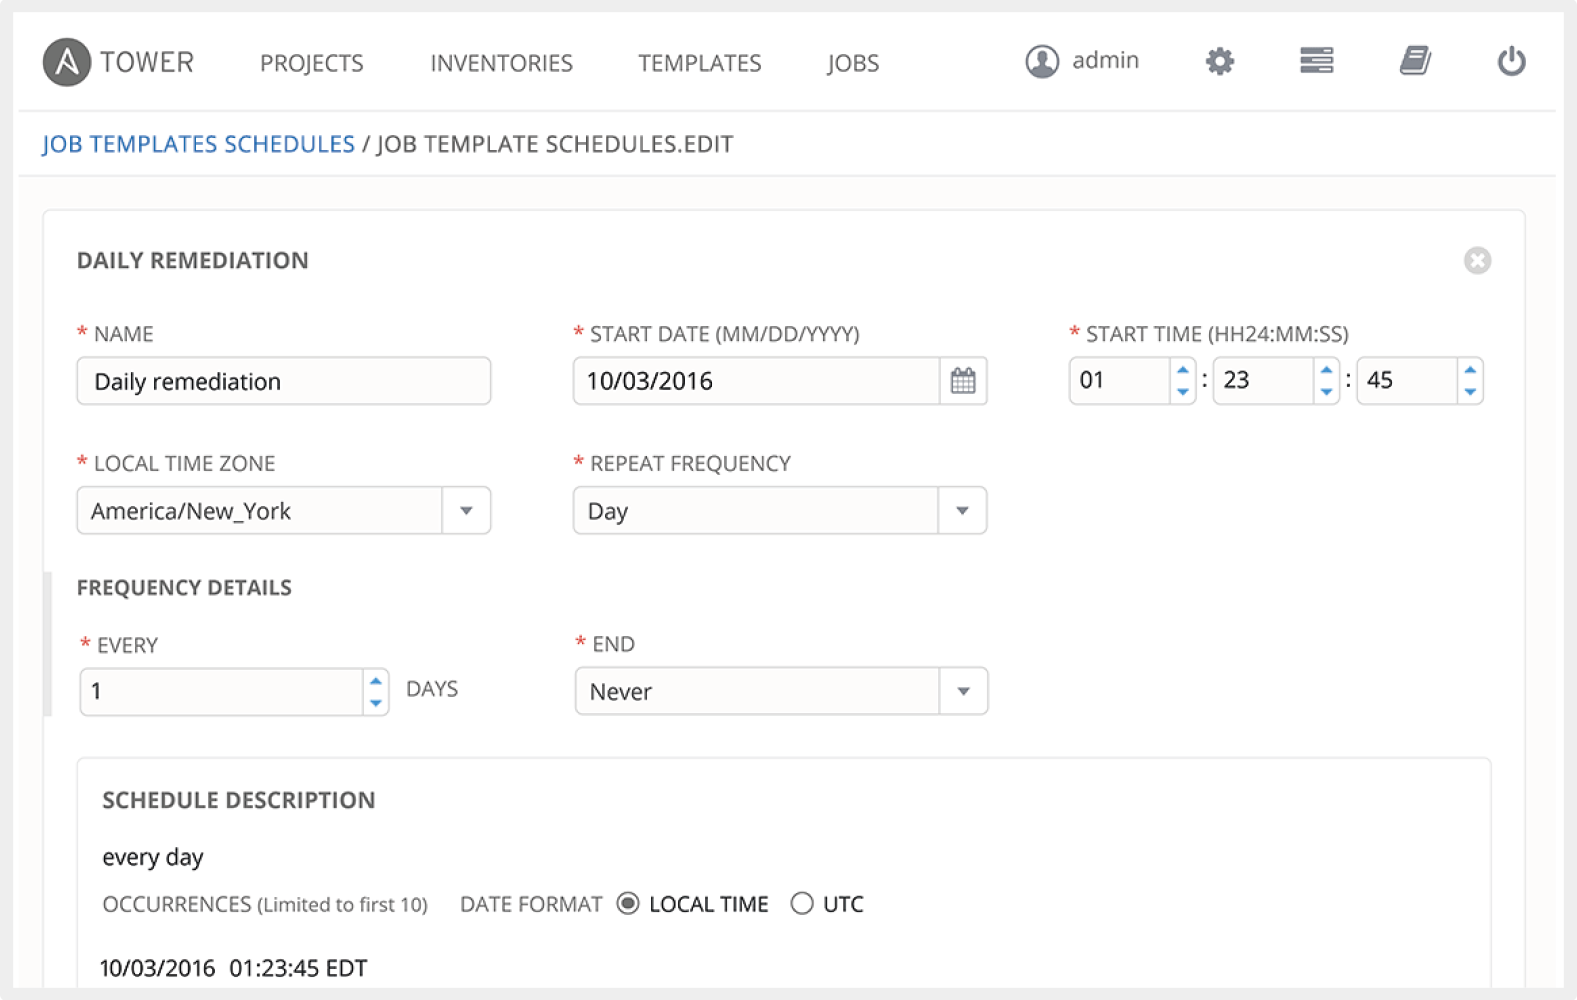 A TOWER PROJECTS INVENTORIES TEMPLATES JOBS admin
JOB TEMPLATES SCHEDULES / JOB TEMPLATE SCHEDULES.EDIT
DAILY REMEDIATION
* NAME * START DATE (MM/DD/YYYY) * START TIME (HH24:MM:SS)
Daily remediation 10/03/2016 01 : 23 : 45
* LOCAL TIME ZONE * REPEAT FREQUENCY
America/New_York Day
FREQUENCY DETAILS
* EVERY * END
1 DAYS Never
SCHEDULE DESCRIPTION
every day
OCCURRENCES (Limited to first 10) DATE FORMAT LOCAL TIME UTC
10/03/2016 01:23:45 EDT